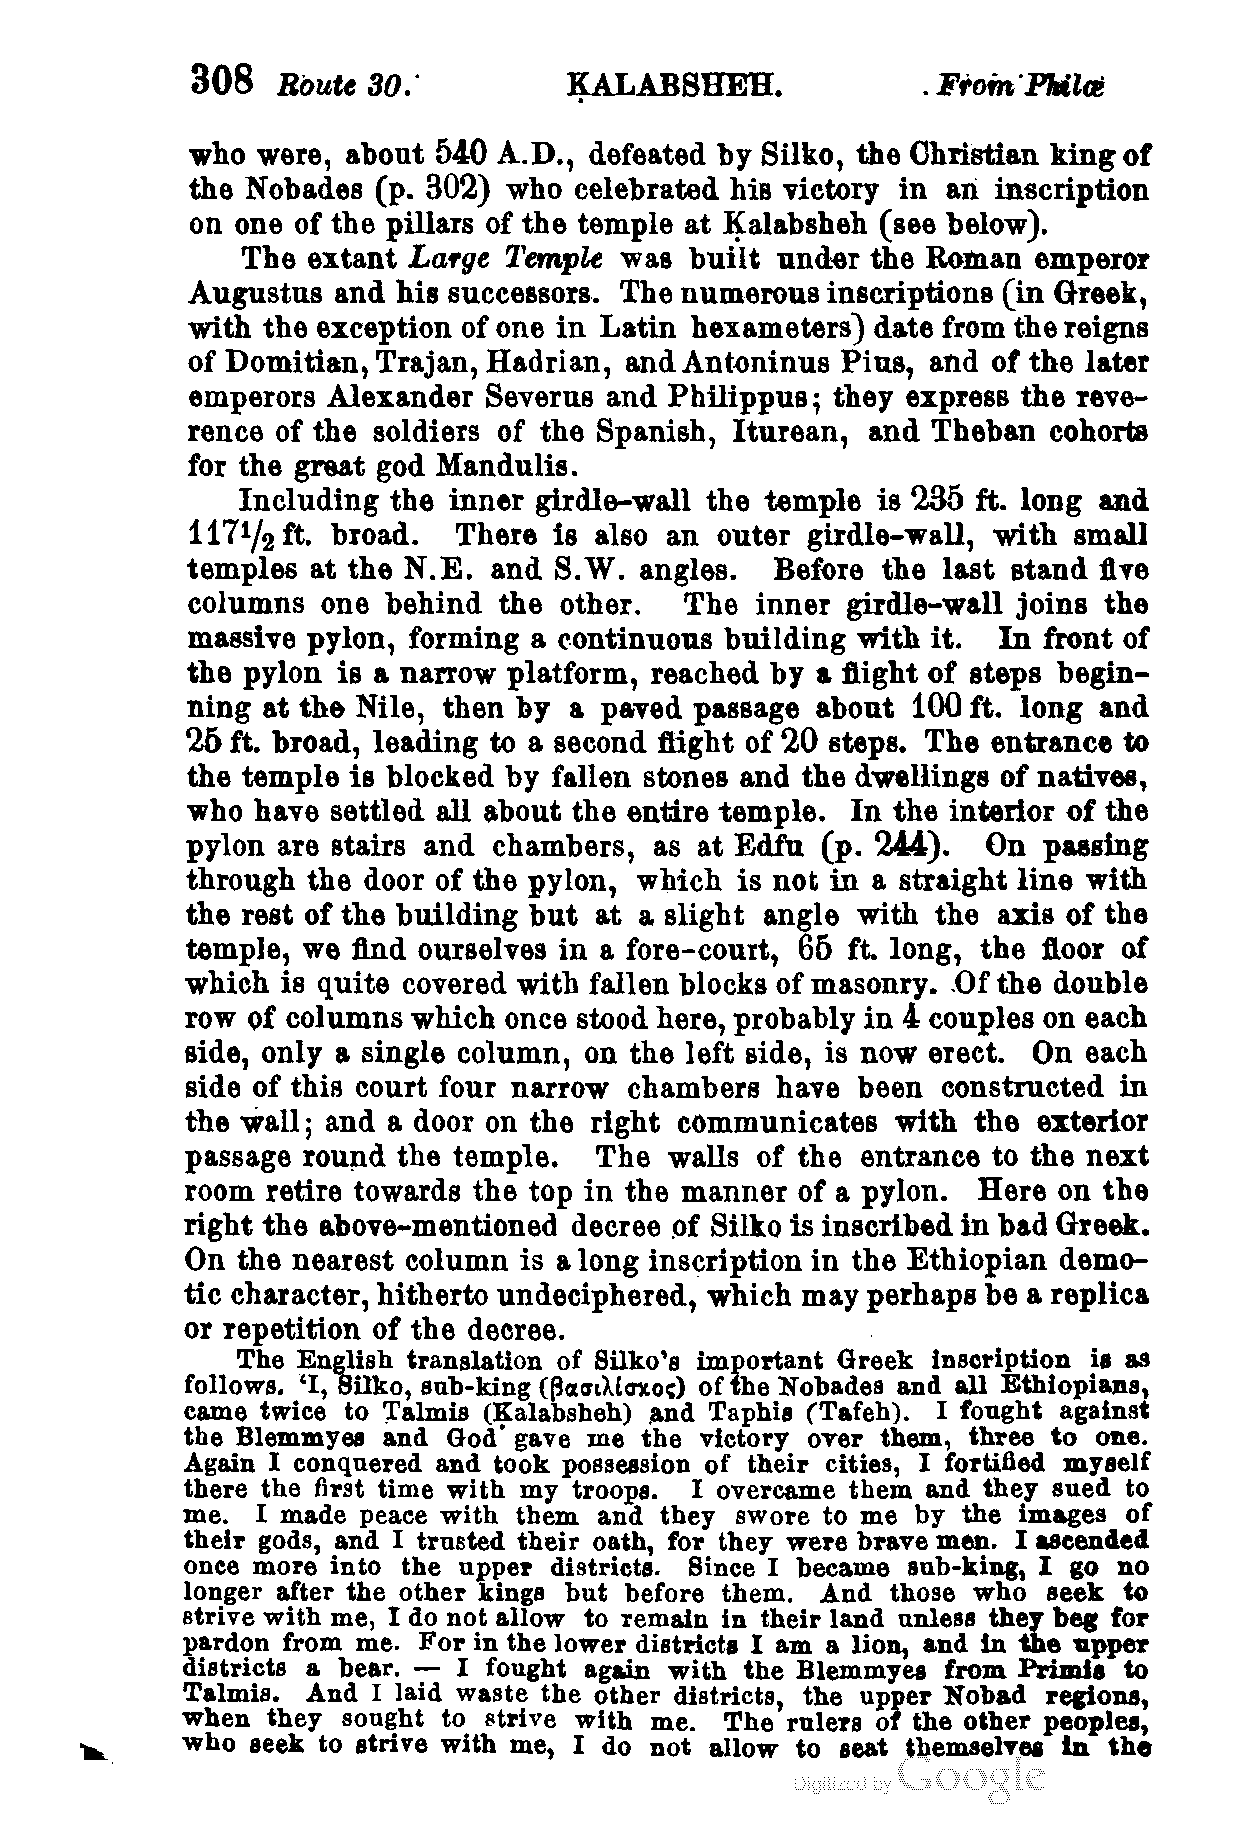 308 Route 30. ḲALABSHEH. From Philæ
who were, about 540 A.D., defeated by Silko, the Christian king of
the Nobades (p. 302) who celebrated his victory in an inscription
on one of the pillars of the temple at Ḳalabsheh (see below).
The extant Large Temple was built under the Roman emperor
Augustus and his successors. The numerous inscriptions (in Greek,
with the exception of one in Latin hexameters) date from the reigns
of Domitian, Trajan, Hadrian, and Antoninus Pius, and of the later
emperors Alexander Severus and Philippus; they express the reve-
rence of the soldiers of the Spanish, Iturean, and Theban cohorts
for the great god Mandulis.
Including the inner girdle-wall the temple is 235 ft. long and
117½ ft. broad. There is also an outer girdle-wall, with small
temples at the N.E. and S.W. angles. Before the last stand five
columns one behind the other. The inner girdle-wall joins the
massive pylon, forming a continuous building with it. In front of
the pylon is a narrow platform, reached by a flight of steps begin-
ning at the Nile, then by a paved passage about 100 ft. long and
25 ft. broad, leading to a second flight of 20 steps. The entrance to
the temple is blocked by fallen stones and the dwellings of natives,
who have settled all about the entire temple. In the interior of the
pylon are stairs and chambers, as at Edfu (p. 244). On passing
through the door of the pylon, which is not in a straight line with
the rest of the building but at a slight angle with the axis of the
temple, we find ourselves in a fore-court, 65 ft. long, the floor of
which is quite covered with fallen blocks of masonry. Of the double
row of columns which once stood here, probably in 4 couples on each
side, only a single column, on the left side, is now erect. On each
side of this court four narrow chambers have been constructed in
the wall; and a door on the right communicates with the exterior
passage round the temple. The walls of the entrance to the next
room retire towards the top in the manner of a pylon. Here on the
right the above-mentioned decree of Silko is inscribed in bad Greek.
On the nearest column is a long inscription in the Ethiopian demo-
tic character, hitherto undeciphered, which may perhaps be a replica
or repetition of the decree.
The English translation of Silko's important Greek inscription is as
follows. 'I, Silko, sub-king (βασιλίσκος) of the Nobades and all Ethiopians,
came twice to Talmis (Ḳalabsheh) and Taphis (Tafeh). I fought against
the Blemmyes and God gave me the victory over them, three to one.
Again I conquered and took possession of their cities, I fortified myself
there the first time with my troops. I overcame them and they sued to
me. I made peace with them and they swore to me by the images of
their gods, and I trusted their oath, for they were brave men. I ascended
once more into the upper districts. Since I became sub-king, I go no
longer after the other kings but before them. And those who seek to
strive with me, I do not allow to remain in their land unless they beg for
pardon from me. For in the lower districts I am a lion, and in the upper
districts a bear. — I fought again with the Blemmyes from Primis to
Talmis. And I laid waste the other districts, the upper Nobad regions,
when they sought to strive with me. The rulers of the other peoples,
who seek to strive with me, I do not allow to seat themselves in the
Digitized by Google